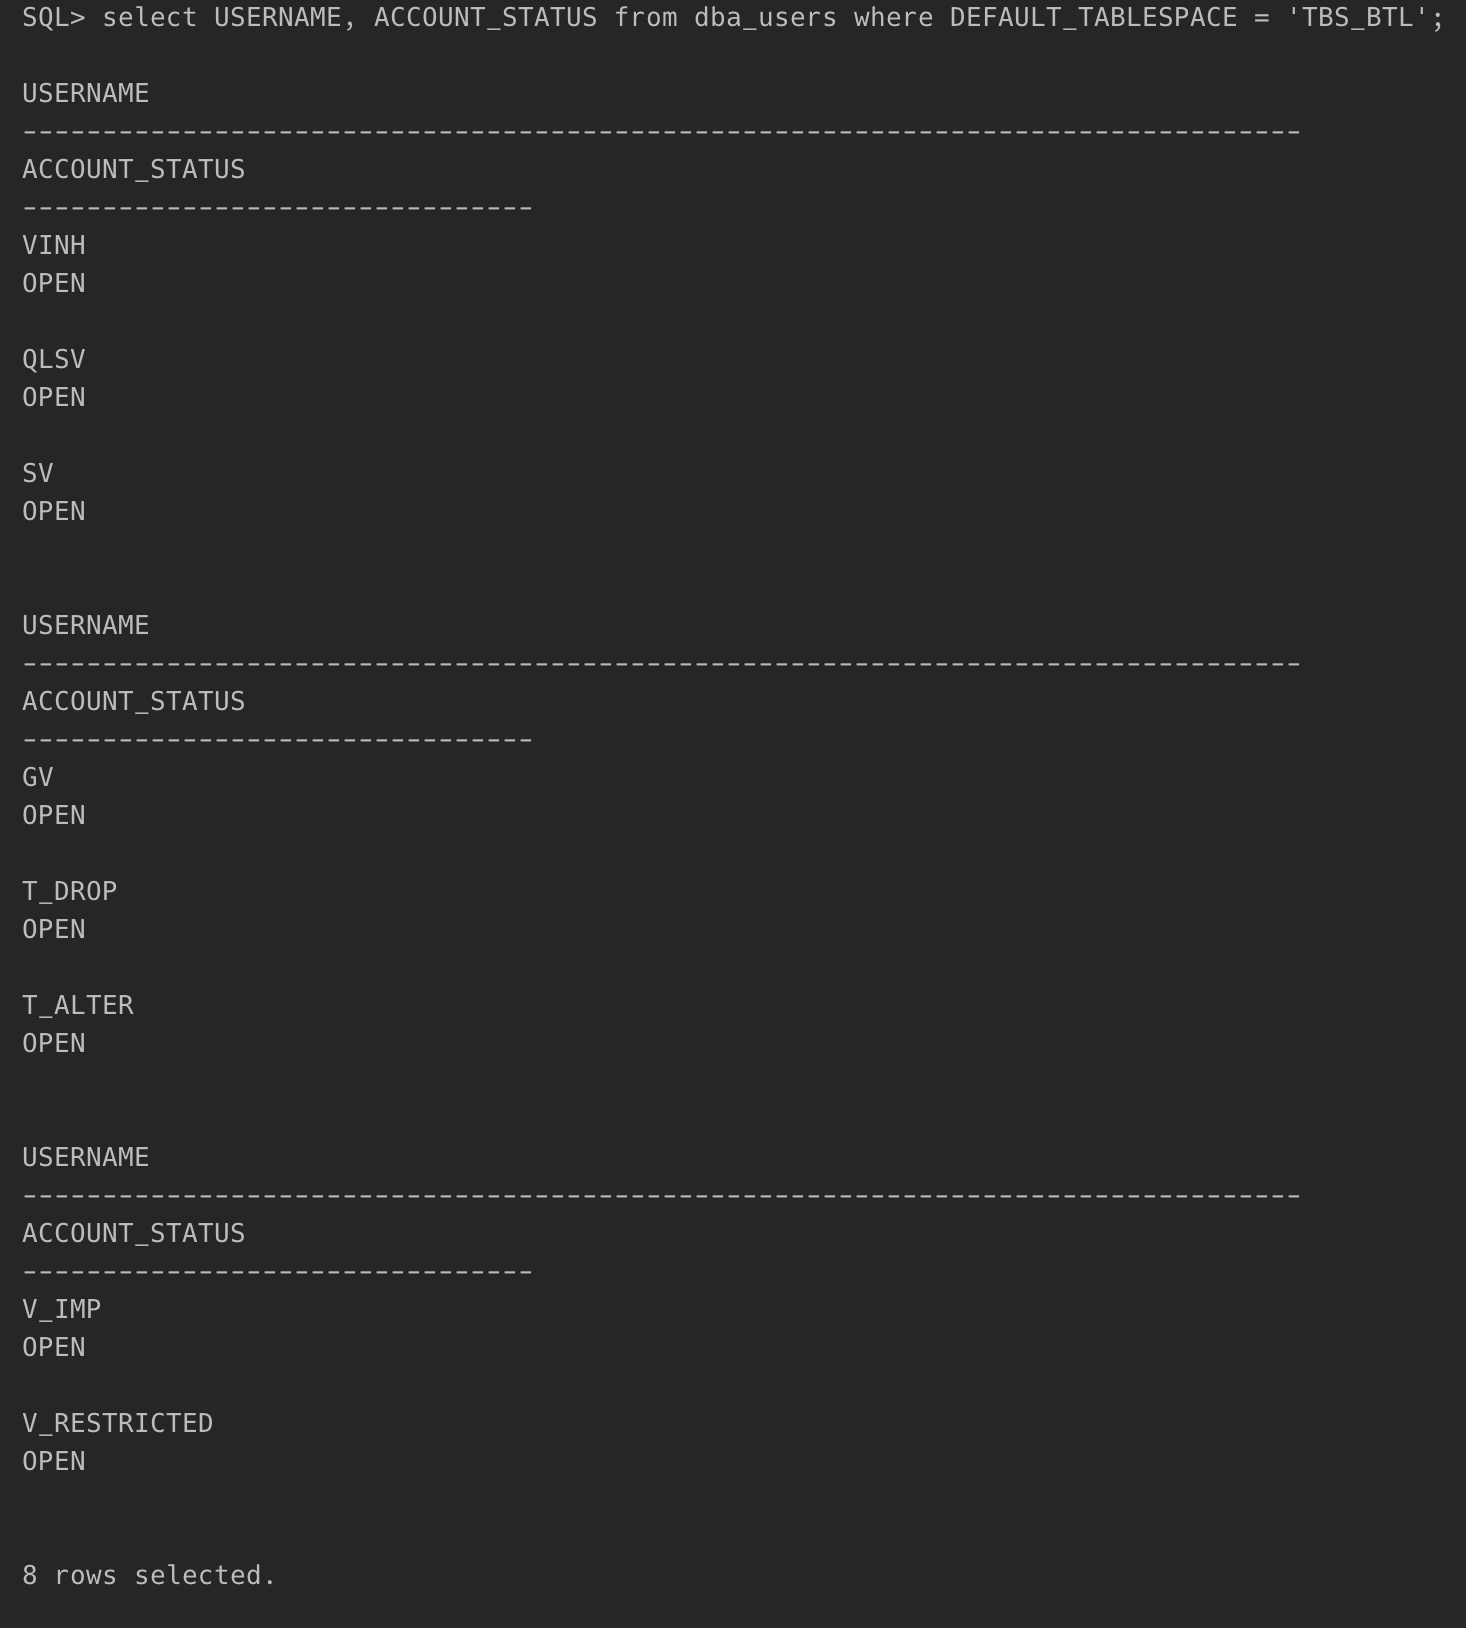 SQL> select USERNAME, ACCOUNT_STATUS from dba_users where DEFAULT_TABLESPACE = 'TBS_BTL';
USERNAME
--------------------------------------------------------------------------------
ACCOUNT_STATUS
--------------------------------
VINH
OPEN
QLSV
OPEN
SV
OPEN
USERNAME
--------------------------------------------------------------------------------
ACCOUNT_STATUS
--------------------------------
GV
OPEN
T_DROP
OPEN
T_ALTER
OPEN
USERNAME
--------------------------------------------------------------------------------
ACCOUNT_STATUS
--------------------------------
V_IMP
OPEN
V_RESTRICTED
OPEN
8 rows selected.